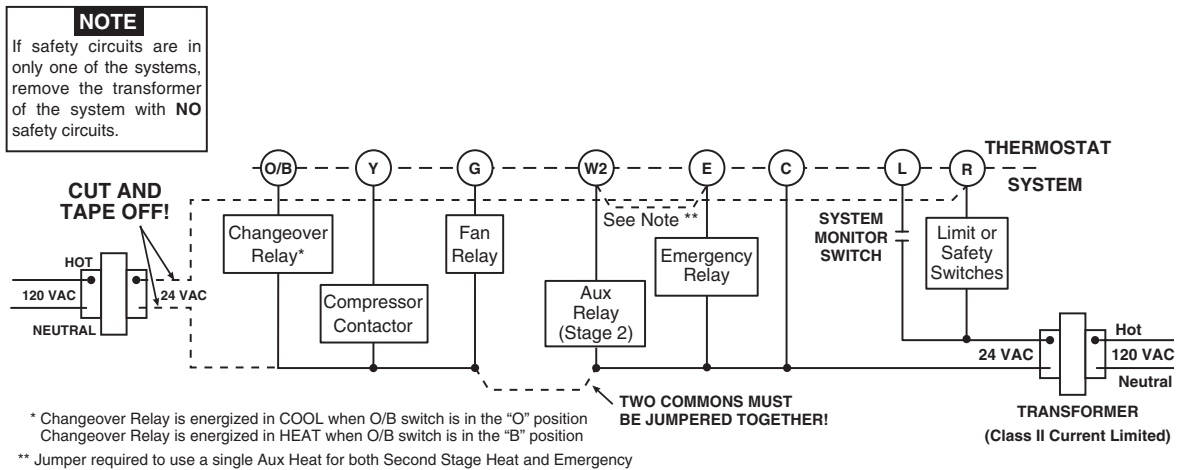 NOTE
If safety circuits are in
only one of the systems,
remove the transformer
of the system with NO
safety circuits.
O/B
Y
G
W2
E
C
L
R
THERMOSTAT
SYSTEM
CUT AND
TAPE OFF!
See Note **
SYSTEM
MONITOR
SWITCH
Changeover
Relay*
Fan
Relay
Limit or
Safety
Switches
Emergency
Relay
HOT
120 VAC
24 VAC
NEUTRAL
Compressor
Contactor
Aux
Relay
(Stage 2)
Hot
24 VAC
120 VAC
Neutral
TWO COMMONS MUST
BE JUMPERED TOGETHER!
TRANSFORMER
(Class II Current Limited)
* Changeover Relay is energized in COOL when O/B switch is in the “O” position
Changeover Relay is energized in HEAT when O/B switch is in the “B” position
** Jumper required to use a single Aux Heat for both Second Stage Heat and Emergency